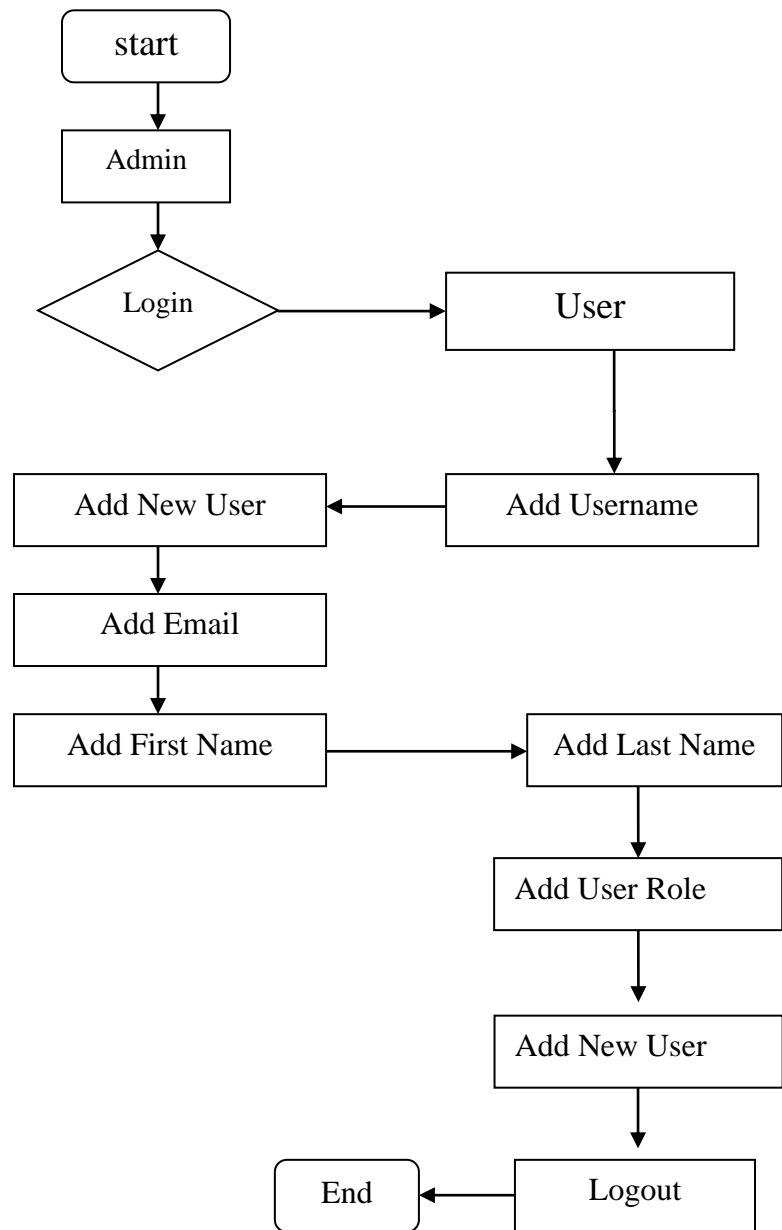 start
Admin
Login
User
Add Username
Add New User
Add Email
Add First Name
Add Last Name
Add User Role
Add New User
Logout
End